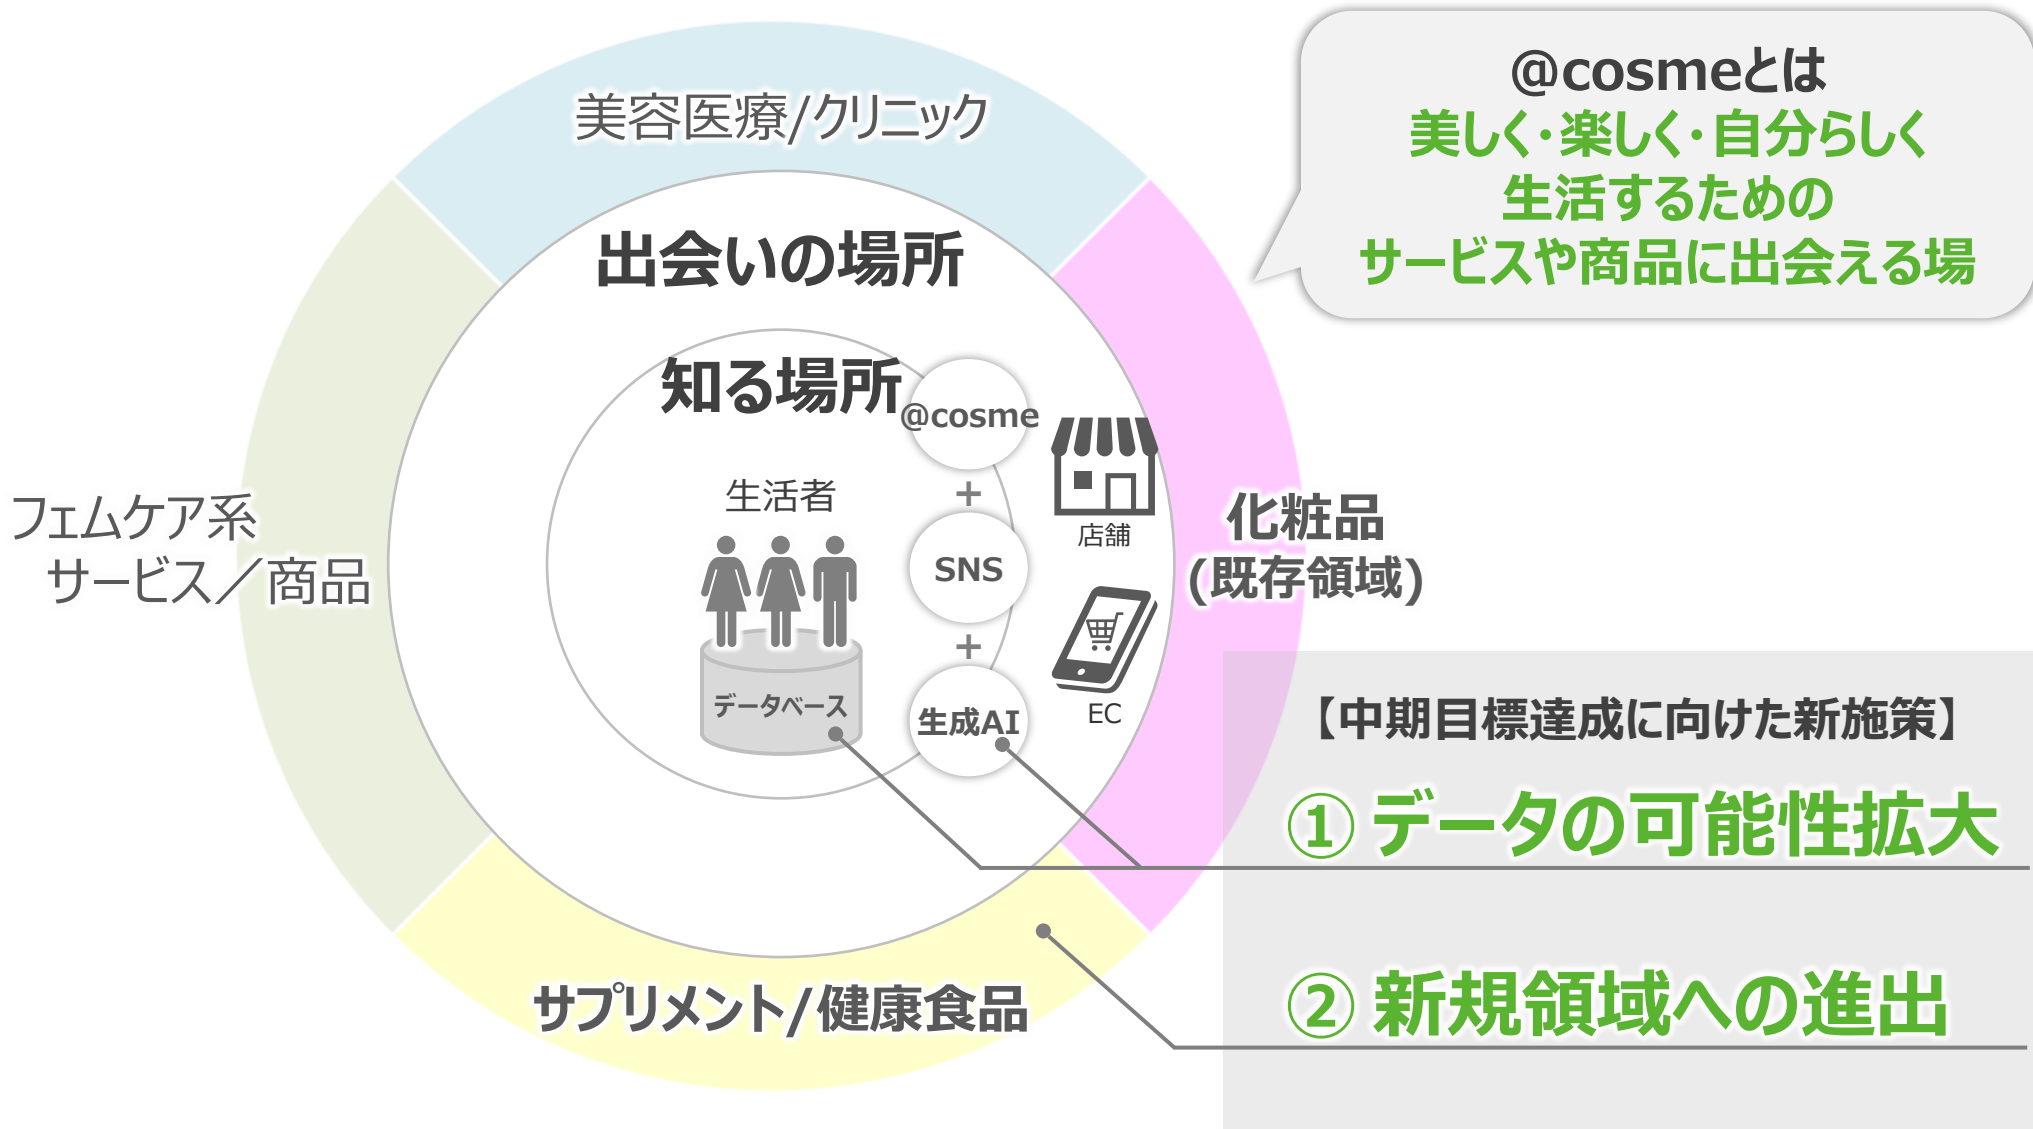 @cosmeとは
美しく・楽しく・自分らしく
生活するための
サービスや商品に出会える場
美容医療/クリニック
出会いの場所
知る場所
@cosme
+
SNS
+
生成AI
生活者
データベース
店舗
EC
フェムケア系
サービス／商品
化粧品
(既存領域)
サプリメント/健康食品
【中期目標達成に向けた新施策】
① データの可能性拡大
② 新規領域への進出